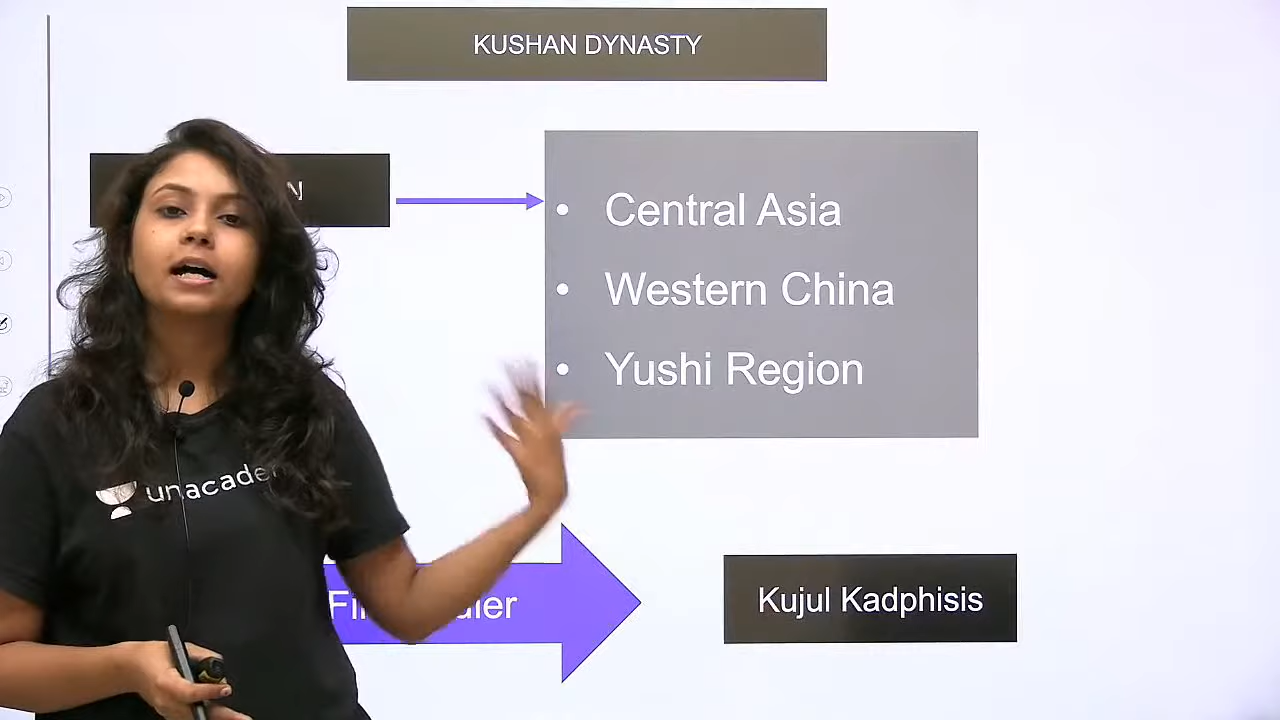 KUSHAN DYNASTY
Central Asia
Western China
Yushi Region
Kujul Kadphisis